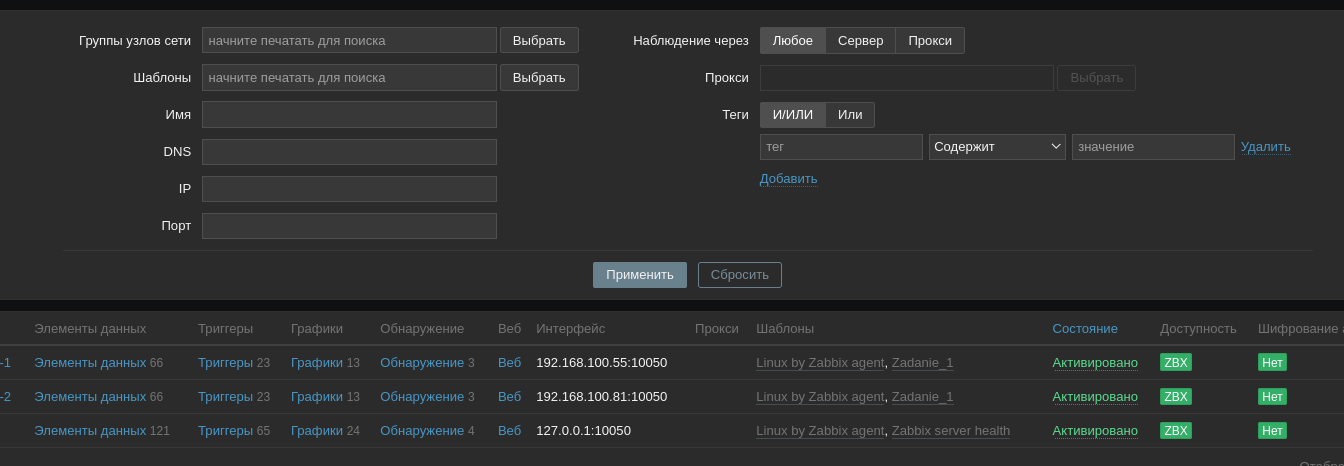 Группы узлов сети начните печатать для поиска Выбрать Наблюдение через Любое Сервер Прокси
Шаблоны начните печатать для поиска Выбрать Прокси Выбрать
Имя Теги И/ИЛИ Или
DNS тег Содержит значение Удалить
IP Добавить
Порт
Применить Сбросить
Элементы данных Триггеры Графики Обнаружение Веб Интерфейс Прокси Шаблоны Состояние Доступность Шифрование
-1 Элементы данных 66 Триггеры 23 Графики 13 Обнаружение 3 Веб 192.168.100.55:10050 Linux by Zabbix agent, Zadanie_1 Активировано ZBX Нет
-2 Элементы данных 66 Триггеры 23 Графики 13 Обнаружение 3 Веб 192.168.100.81:10050 Linux by Zabbix agent, Zadanie_1 Активировано ZBX Нет
Элементы данных 121 Триггеры 65 Графики 24 Обнаружение 4 Веб 127.0.0.1:10050 Linux by Zabbix agent, Zabbix server health Активировано ZBX Нет